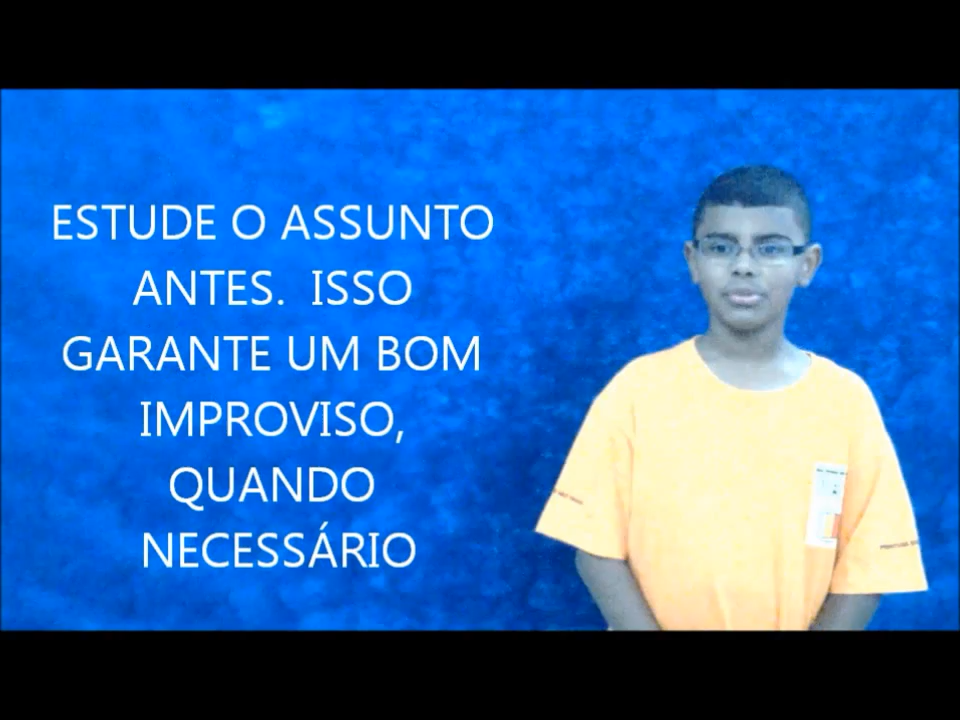 ESTUDE O ASSUNTO
ANTES.  ISSO
GARANTE UM BOM
IMPROVISO,
QUANDO
NECESSÁRIO